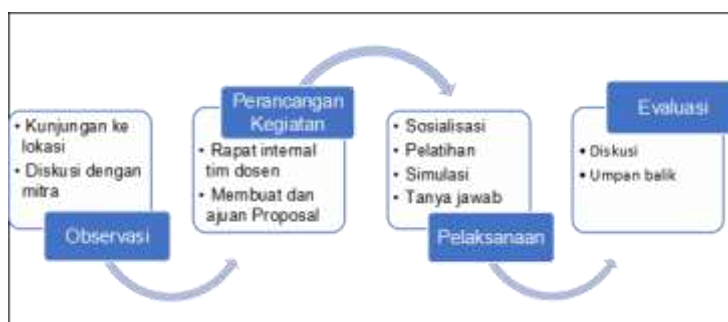 • Kunjungan ke
lokasi
• Diskusi dengan
mitra
Observasi
Perancangan
Kegiatan
• Rapat internal
tim dosen
• Membuat dan
ajuan Proposal
• Sosialisasi
• Pelatihan
• Simulasi
• Tanya jawab
Pelaksanaan
Evaluasi
• Diskusi
• Umpan balik